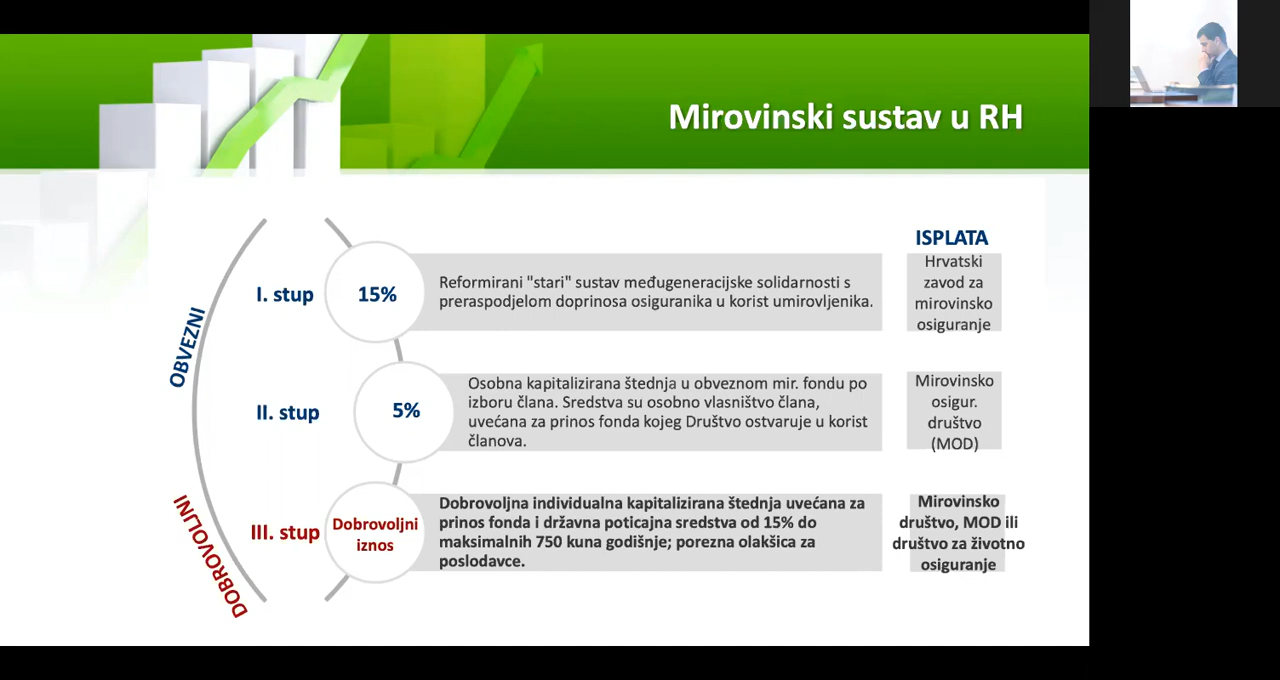 Mirovinski sustav u RH
ISPLATA
OBVEZNI
I. stup
15%
Reformirani "stari" sustav međugeneracijske solidarnosti s
preraspodjelom doprinosa osiguranika u korist umirovljenika.
Hrvatski
zavod za
mirovinsko
osiguranje
II. stup
5%
Osobna kapitalizirana štednja u obveznom mir. fondu po
izboru člana. Sredstva su osobno vlasništvo člana,
uvećana za prinos fonda kojeg Društvo ostvaruje u korist
članova.
Mirovinsko
osigur.
društvo
(MOD)
DOBROVOLJNI
III. stup
Dobrovoljni
iznos
Dobrovoljna individualna kapitalizirana štednja uvećana za
prinos fonda i državna poticajna sredstva od 15% do
maksimalnih 750 kuna godišnje; porezna olakšica za
poslodavce.
Mirovinsko
društvo, MOD ili
društvo za životno
osiguranje